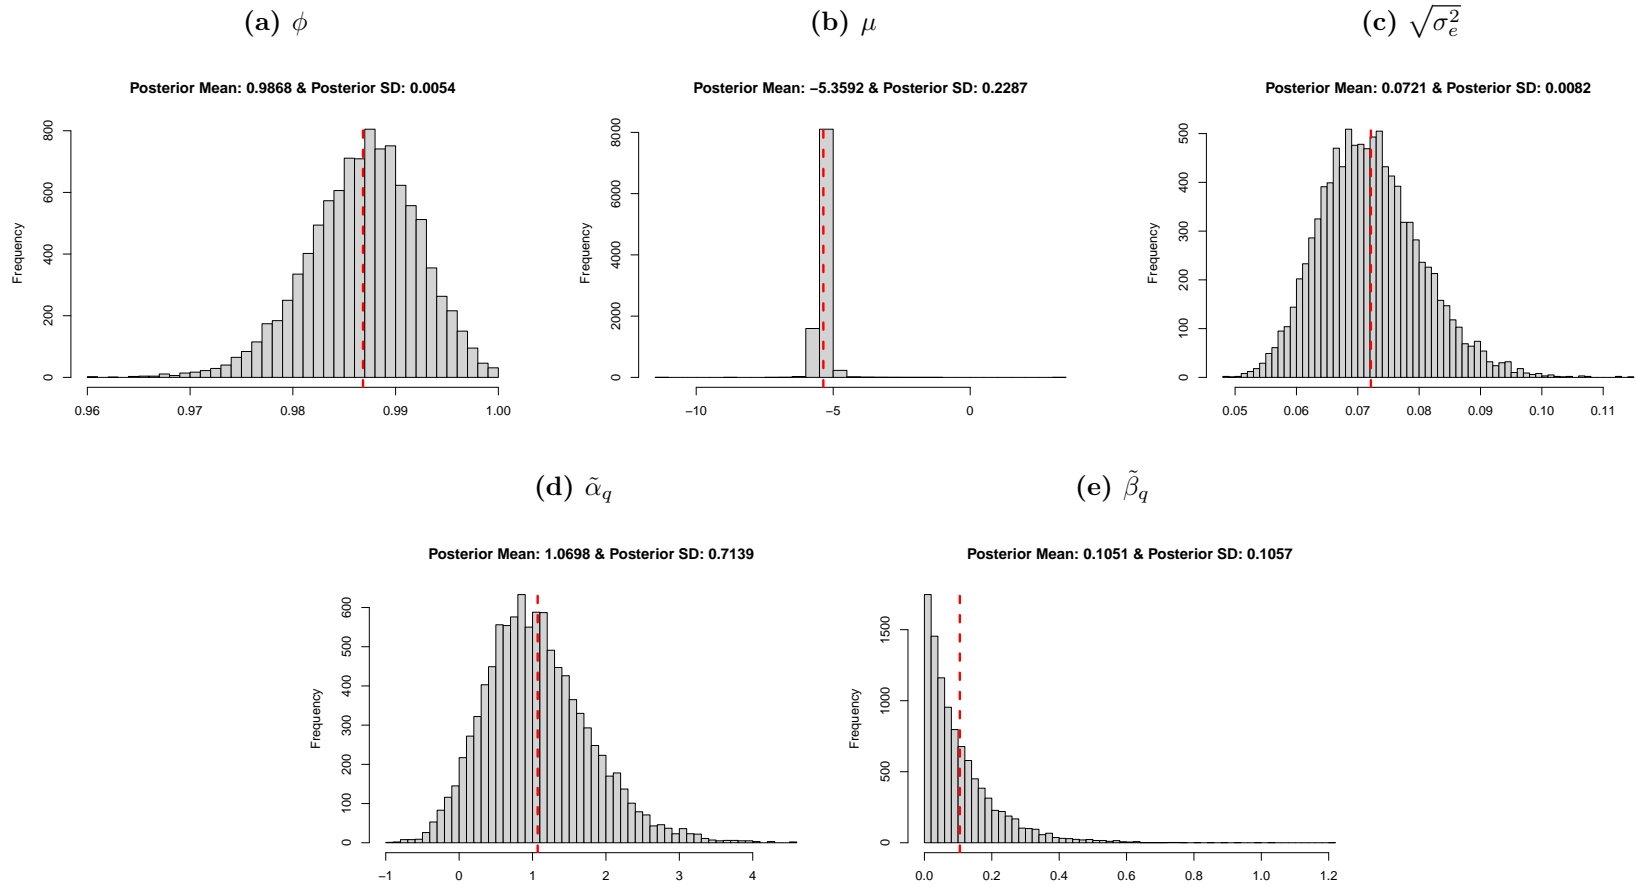 (a) ϕ
(b) μ
(c) √σ²ₑ
Posterior Mean: 0.9868 & Posterior SD: 0.0054
Posterior Mean: −5.3592 & Posterior SD: 0.2287
Posterior Mean: 0.0721 & Posterior SD: 0.0082
Frequency
0 200 400 600 800
0.96 0.97 0.98 0.99 1.00
Frequency
0 2000 4000 6000 8000
−10 −5 0
Frequency
0 100 200 300 400 500
0.05 0.06 0.07 0.08 0.09 0.10 0.11
(d) α̃_q
(e) β̃_q
Posterior Mean: 1.0698 & Posterior SD: 0.7139
Posterior Mean: 0.1051 & Posterior SD: 0.1057
Frequency
0 100 200 300 400 500 600
−1 0 1 2 3 4
Frequency
0 500 1000 1500
0.0 0.2 0.4 0.6 0.8 1.0 1.2